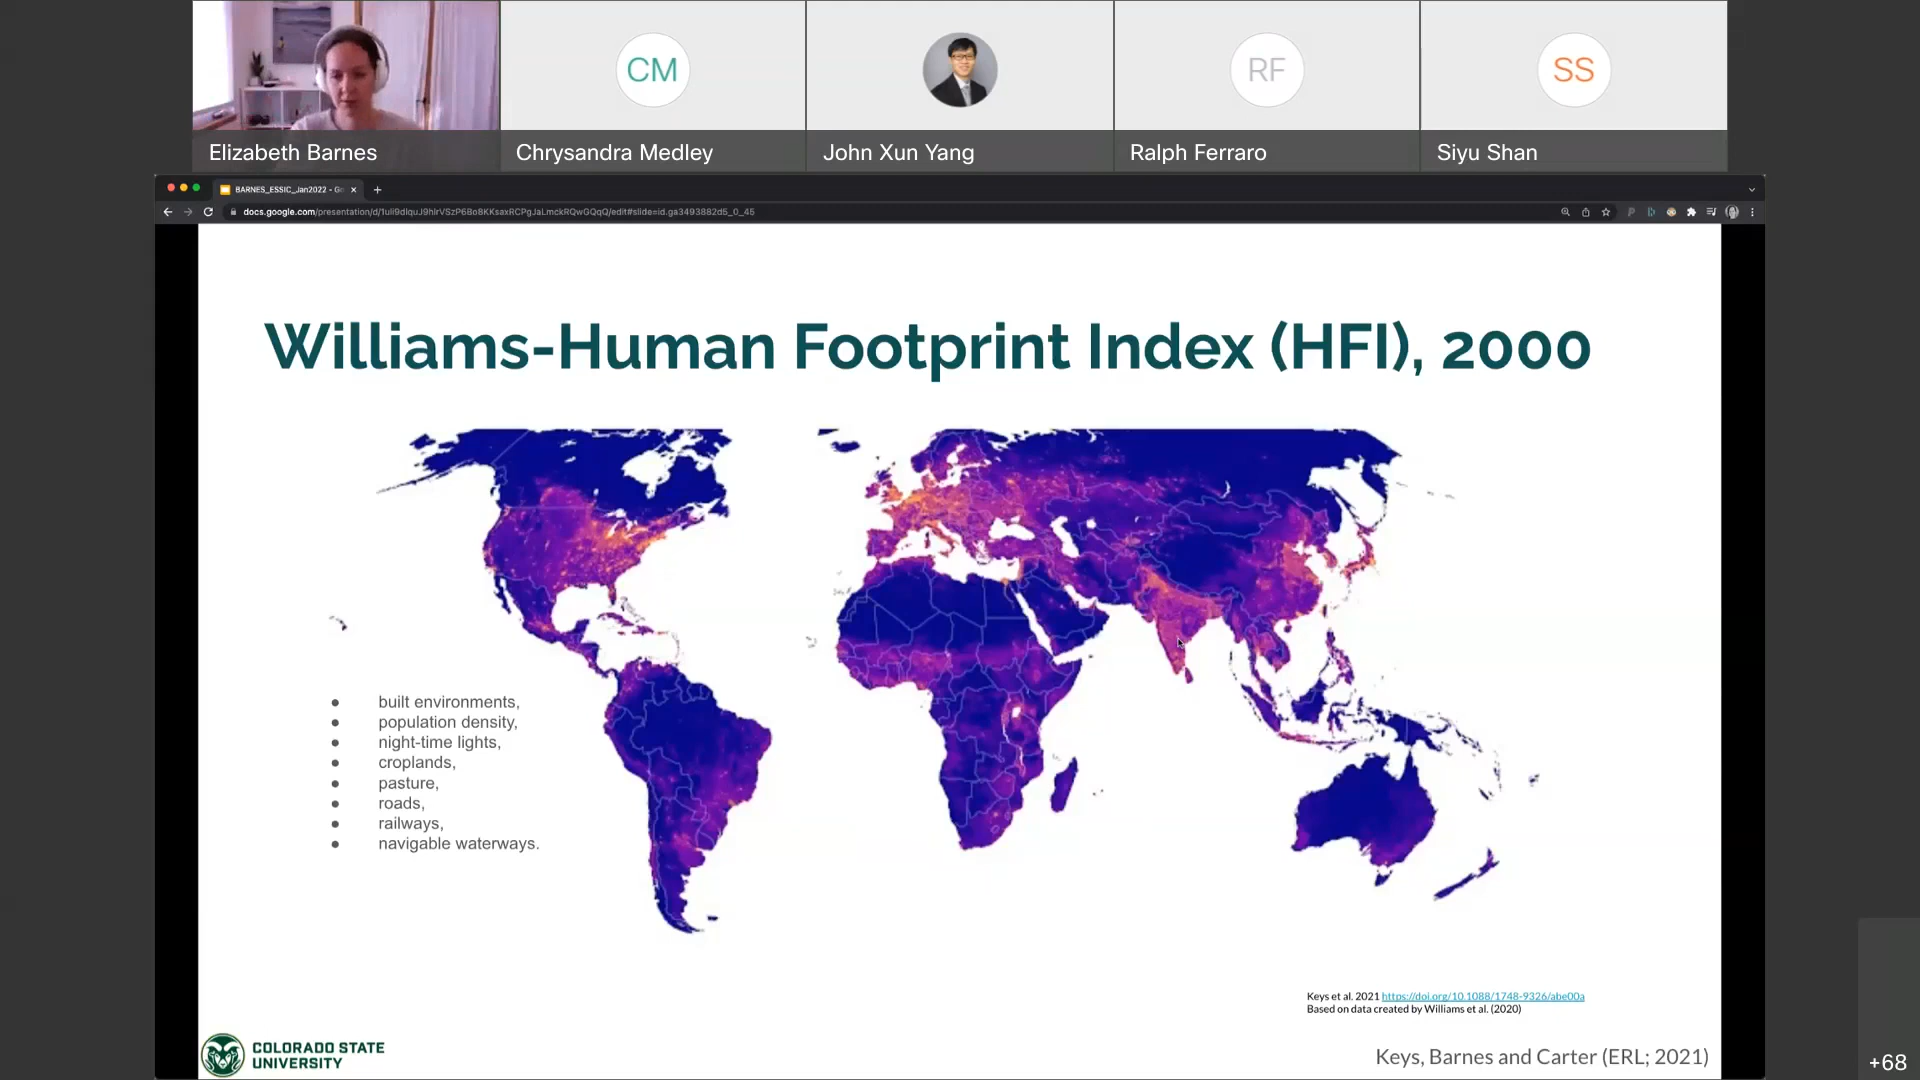 CM
RF
SS
Elizabeth Barnes
Chrysandra Medley
John Xun Yang
Ralph Ferraro
Siyu Shan
BARNES_ESSIC_Jan2022 - Go
Williams-Human Footprint Index (HFI), 2000
built environments,
population density,
night-time lights,
croplands,
pasture,
roads,
railways,
navigable waterways.
Keys et al. 2021 https://doi.org/10.1088/1748-9326/abe00a
Based on data created by Williams et al. (2020)
COLORADO STATE
UNIVERSITY
Keys, Barnes and Carter (ERL; 2021)
+68